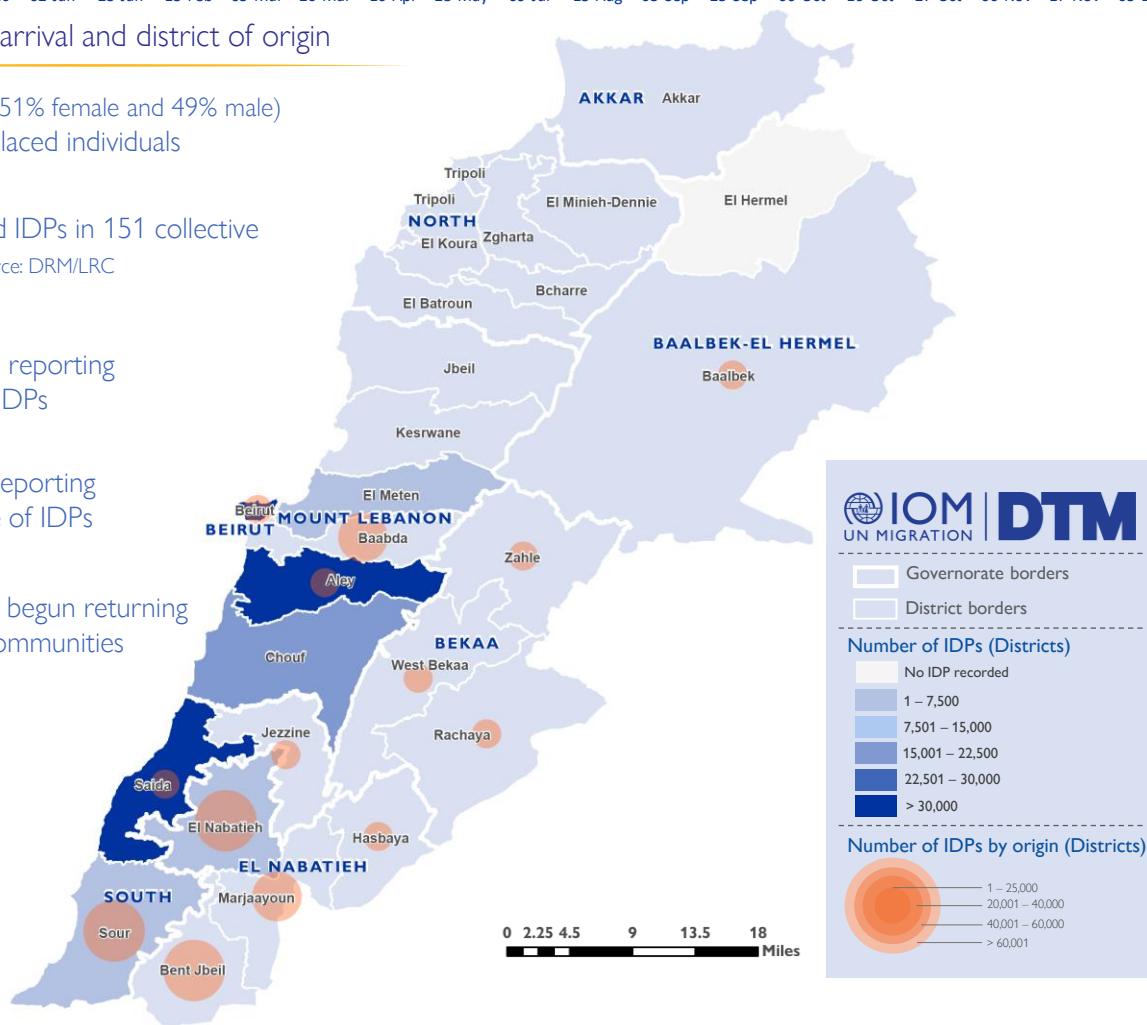 arrival and district of origin
51% female and 49% male)
laced individuals
d IDPs in 151 collective
rce: DRM/LRC
reporting
IDPs
eporting
e of IDPs
begun returning
ommunities
AKKAR
Akkar
Tripoli
Tripoli
NORTH
El Minieh-Dennie
El Hermel
El Koura
Zgharta
Bcharre
El Batroun
BAALBEK-EL HERMEL
Baalbek
Jbeil
Kesrwane
El Meten
Beirut
BEIRUT
MOUNT LEBANON
Baabda
Zahle
Aley
BEKAA
Chouf
West Bekaa
Jezzine
Rachaya
Saida
El Nabatieh
Hasbaya
EL NABATIEH
SOUTH
Marjaayoun
Sour
Bent Jbeil
0 2.25 4.5 9 13.5 18
Miles
IOM
UN MIGRATION
DTM
Governorate borders
District borders
Number of IDPs (Districts)
No IDP recorded
1 – 7,500
7,501 – 15,000
15,001 – 22,500
22,501 – 30,000
> 30,000
Number of IDPs by origin (Districts)
1 – 25,000
20,001 – 40,000
40,001 – 60,000
> 60,001